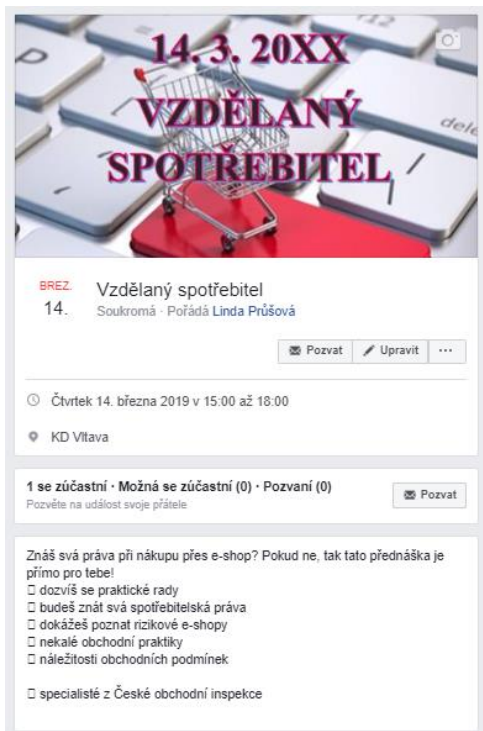 14. 3. 20XX
VZDĚLANÝ
SPOTŘEBITEL
dele
BŘEZ.
14.
Vzdělaný spotřebitel
Soukromá · Pořádá Linda Průšová
Pozvat
Upravit
...
Čtvrtek 14. března 2019 v 15:00 až 18:00
KD Vltava
1 se zúčastní · Možná se zúčastní (0) · Pozvaní (0)
Pozvěte na událost svoje přátele
Pozvat
Znáš svá práva při nákupu přes e-shop? Pokud ne, tak tato přednáška je
přímo pro tebe!
▯ dozvíš se praktické rady
▯ budeš znát svá spotřebitelská práva
▯ dokážeš poznat rizikové e-shopy
▯ nekalé obchodní praktiky
▯ náležitosti obchodních podmínek
▯ specialisté z České obchodní inspekce